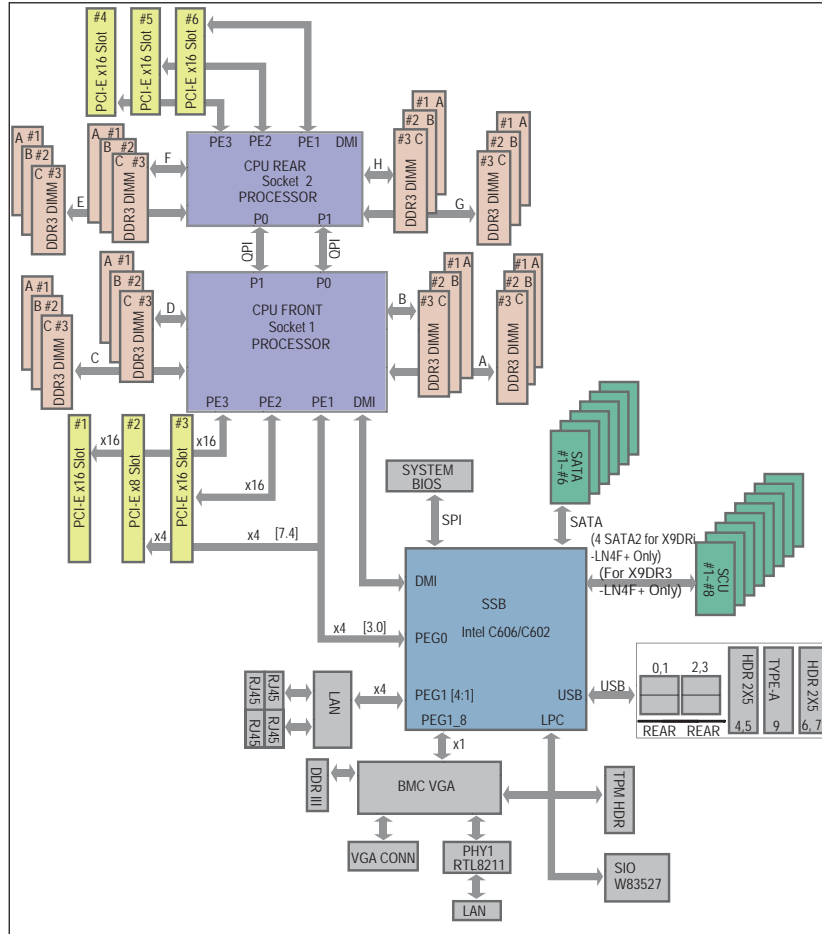 #4
PCI-E x16 Slot
#5
PCI-E x16 Slot
#6
PCI-E x16 Slot
PE3
PE2
PE1
DMI
CPU REAR
Socket 2
PROCESSOR
P0
P1
A #1
B #2
C #3
DDR3 DIMM
E
A #1
B #2
C #3
DDR3 DIMM
F
#1 A
#2 B
#3 C
DDR3 DIMM
H
#1 A
#2 B
#3 C
DDR3 DIMM
G
QPI
QPI
P1
P0
CPU FRONT
Socket 1
PROCESSOR
PE3
PE2
PE1
DMI
A #1
B #2
C #3
DDR3 DIMM
C
A #1
B #2
C #3
DDR3 DIMM
D
#1 A
#2 B
#3 C
DDR3 DIMM
B
#1 A
#2 B
#3 C
DDR3 DIMM
A
#1
PCI-E x16 Slot
#2
PCI-E x8 Slot
#3
PCI-E x16 Slot
x16
x16
x16
x4
x4
[7.4]
x4
[3.0]
SYSTEM
BIOS
SPI
SATA
#1~#6
SATA
(4 SATA2 for X9DRi
-LN4F+ Only)
(For X9DR3
-LN4F+ Only)
SCU
#1~#8
DMI
SSB
Intel C606/C602
PEG0
PEG1 [4:1]
PEG1_8
USB
LPC
USB
0,1
2,3
REAR
REAR
HDR 2X5
4,5
TYPE-A
9
HDR 2X5
6, 7
RJ45
RJ45
RJ45
RJ45
LAN
x4
x1
DDR III
BMC VGA
TPM HDR
VGA CONN
PHY1
RTL8211
LAN
SIO
W83527